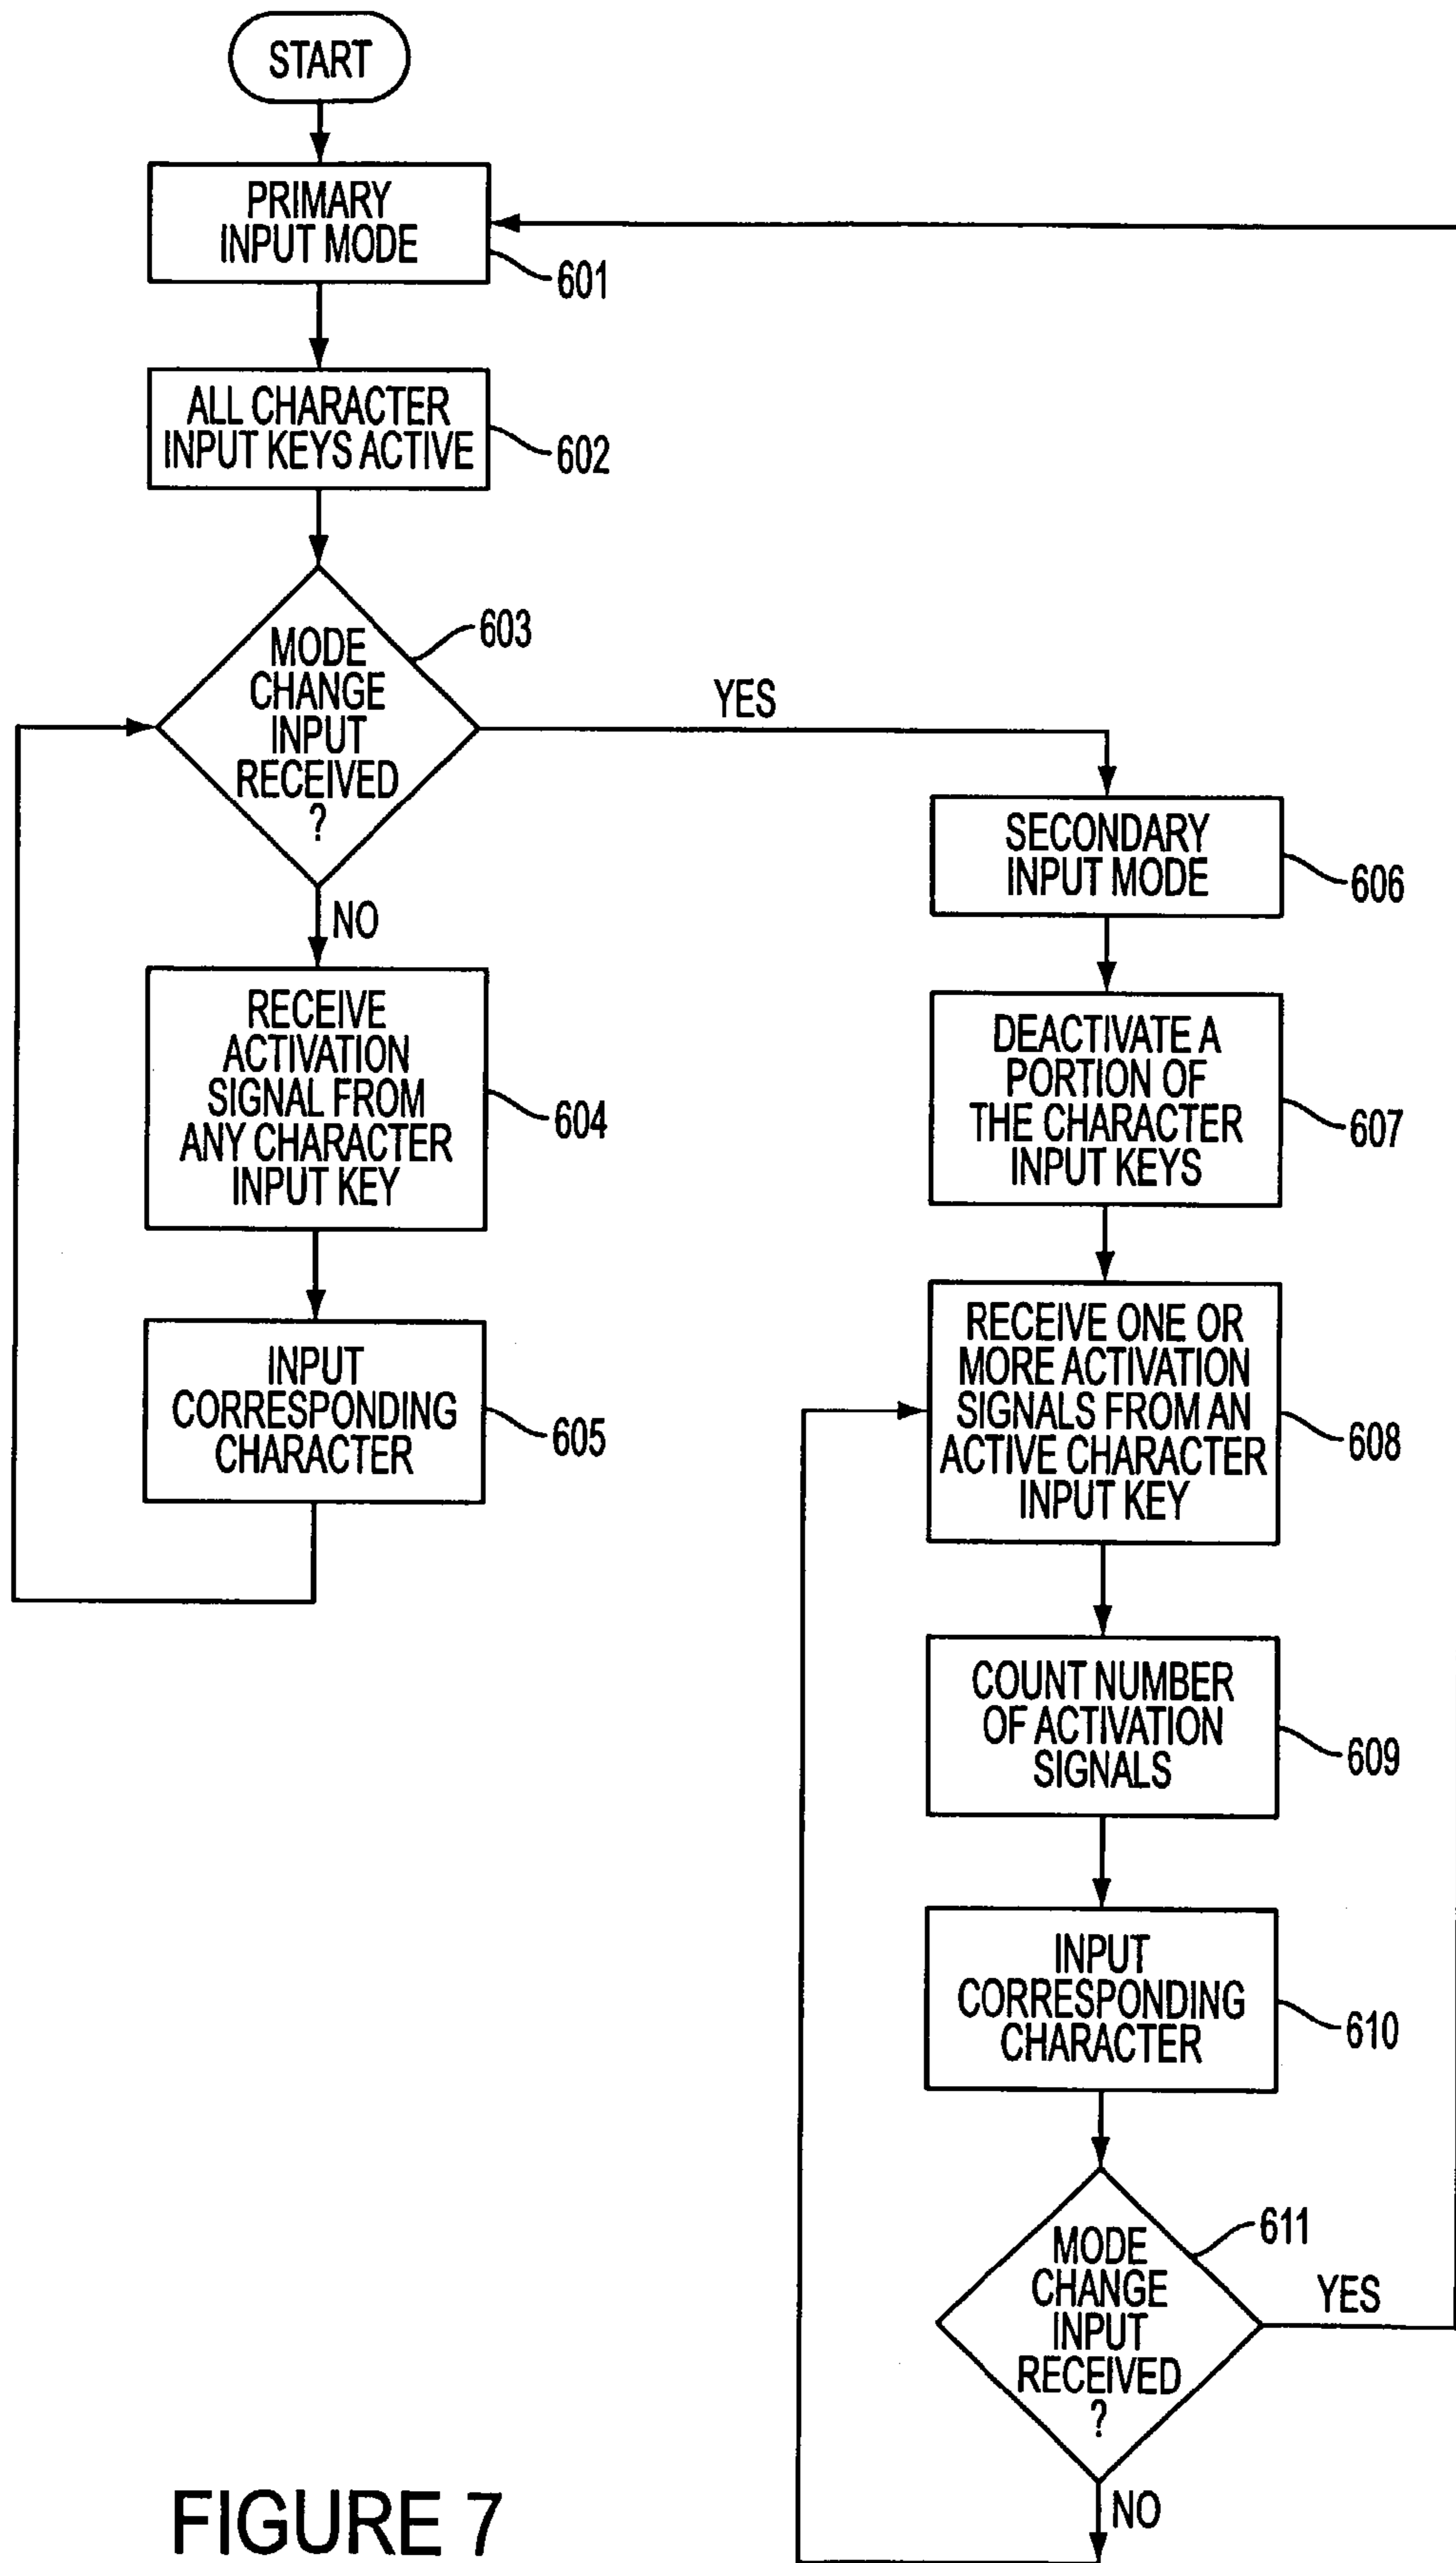 START
PRIMARY
INPUT MODE
601
ALL CHARACTER
INPUT KEYS ACTIVE
602
MODE
CHANGE
INPUT
RECEIVED
?
603
YES
NO
RECEIVE
ACTIVATION
SIGNAL FROM
ANY CHARACTER
INPUT KEY
604
INPUT
CORRESPONDING
CHARACTER
605
SECONDARY
INPUT MODE
606
DEACTIVATE A
PORTION OF
THE CHARACTER
INPUT KEYS
607
RECEIVE ONE OR
MORE ACTIVATION
SIGNALS FROM AN
ACTIVE CHARACTER
INPUT KEY
608
COUNT NUMBER
OF ACTIVATION
SIGNALS
609
INPUT
CORRESPONDING
CHARACTER
610
MODE
CHANGE
INPUT
RECEIVED
?
611
YES
NO
FIGURE 7